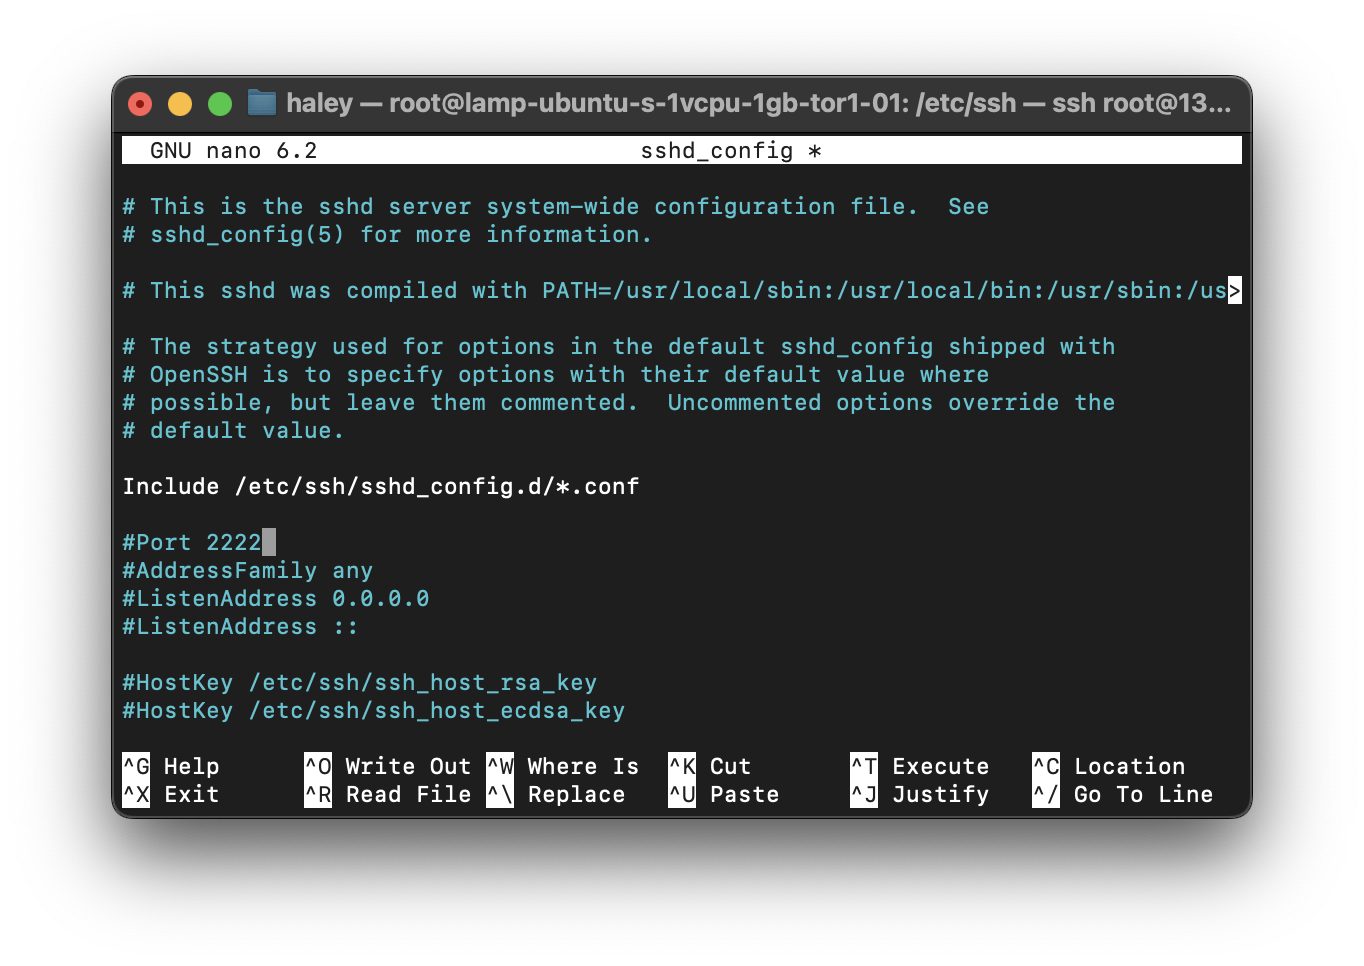 haley — root@lamp-ubuntu-s-1vcpu-1gb-tor1-01: /etc/ssh — ssh root@13...
GNU nano 6.2 sshd_config *
# This is the sshd server system-wide configuration file.  See
# sshd_config(5) for more information.
# This sshd was compiled with PATH=/usr/local/sbin:/usr/local/bin:/usr/sbin:/us>
# The strategy used for options in the default sshd_config shipped with
# OpenSSH is to specify options with their default value where
# possible, but leave them commented.  Uncommented options override the
# default value.
Include /etc/ssh/sshd_config.d/*.conf
#Port 2222
#AddressFamily any
#ListenAddress 0.0.0.0
#ListenAddress ::
#HostKey /etc/ssh/ssh_host_rsa_key
#HostKey /etc/ssh/ssh_host_ecdsa_key
^G Help ^O Write Out ^W Where Is ^K Cut ^T Execute ^C Location
^X Exit ^R Read File ^\ Replace ^U Paste ^J Justify ^/ Go To Line